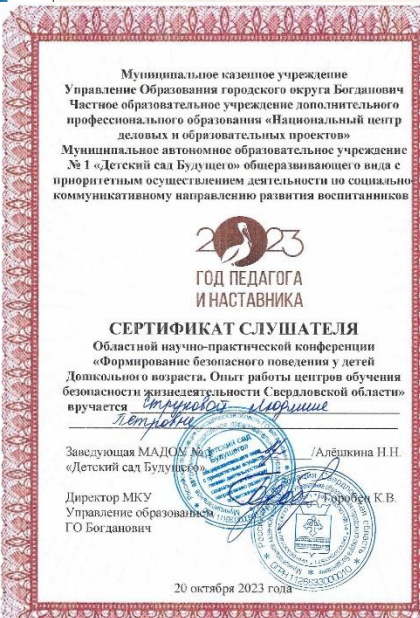 Муниципальное казенное учреждение
Управление Образования городского округа Богданович
Частное образовательное учреждение дополнительного
профессионального образования «Национальный центр
деловых и образовательных проектов»
Муниципальное автономное образовательное учреждение
№ 1 «Детский сад Будущего» общеразвивающего вида с
приоритетным осуществлением деятельности по социально-
коммуникативному направлению развития воспитанников
2023
ГОД ПЕДАГОГА
И НАСТАВНИКА
СЕРТИФИКАТ СЛУШАТЕЛЯ
Областной научно-практической конференции
«Формирование безопасного поведения у детей
Дошкольного возраста. Опыт работы центров обучения
безопасности жизнедеятельности Свердловской области»
вручается Струковой Людмиле
Петровне
Заведующая МАДОУ № 1 /Алёшкина Н.Н.
«Детский сад Будущего»
Директор МКУ Горобец К.В.
Управление образованием
ГО Богданович
Детский сад
Будущего
20 октября 2023 года